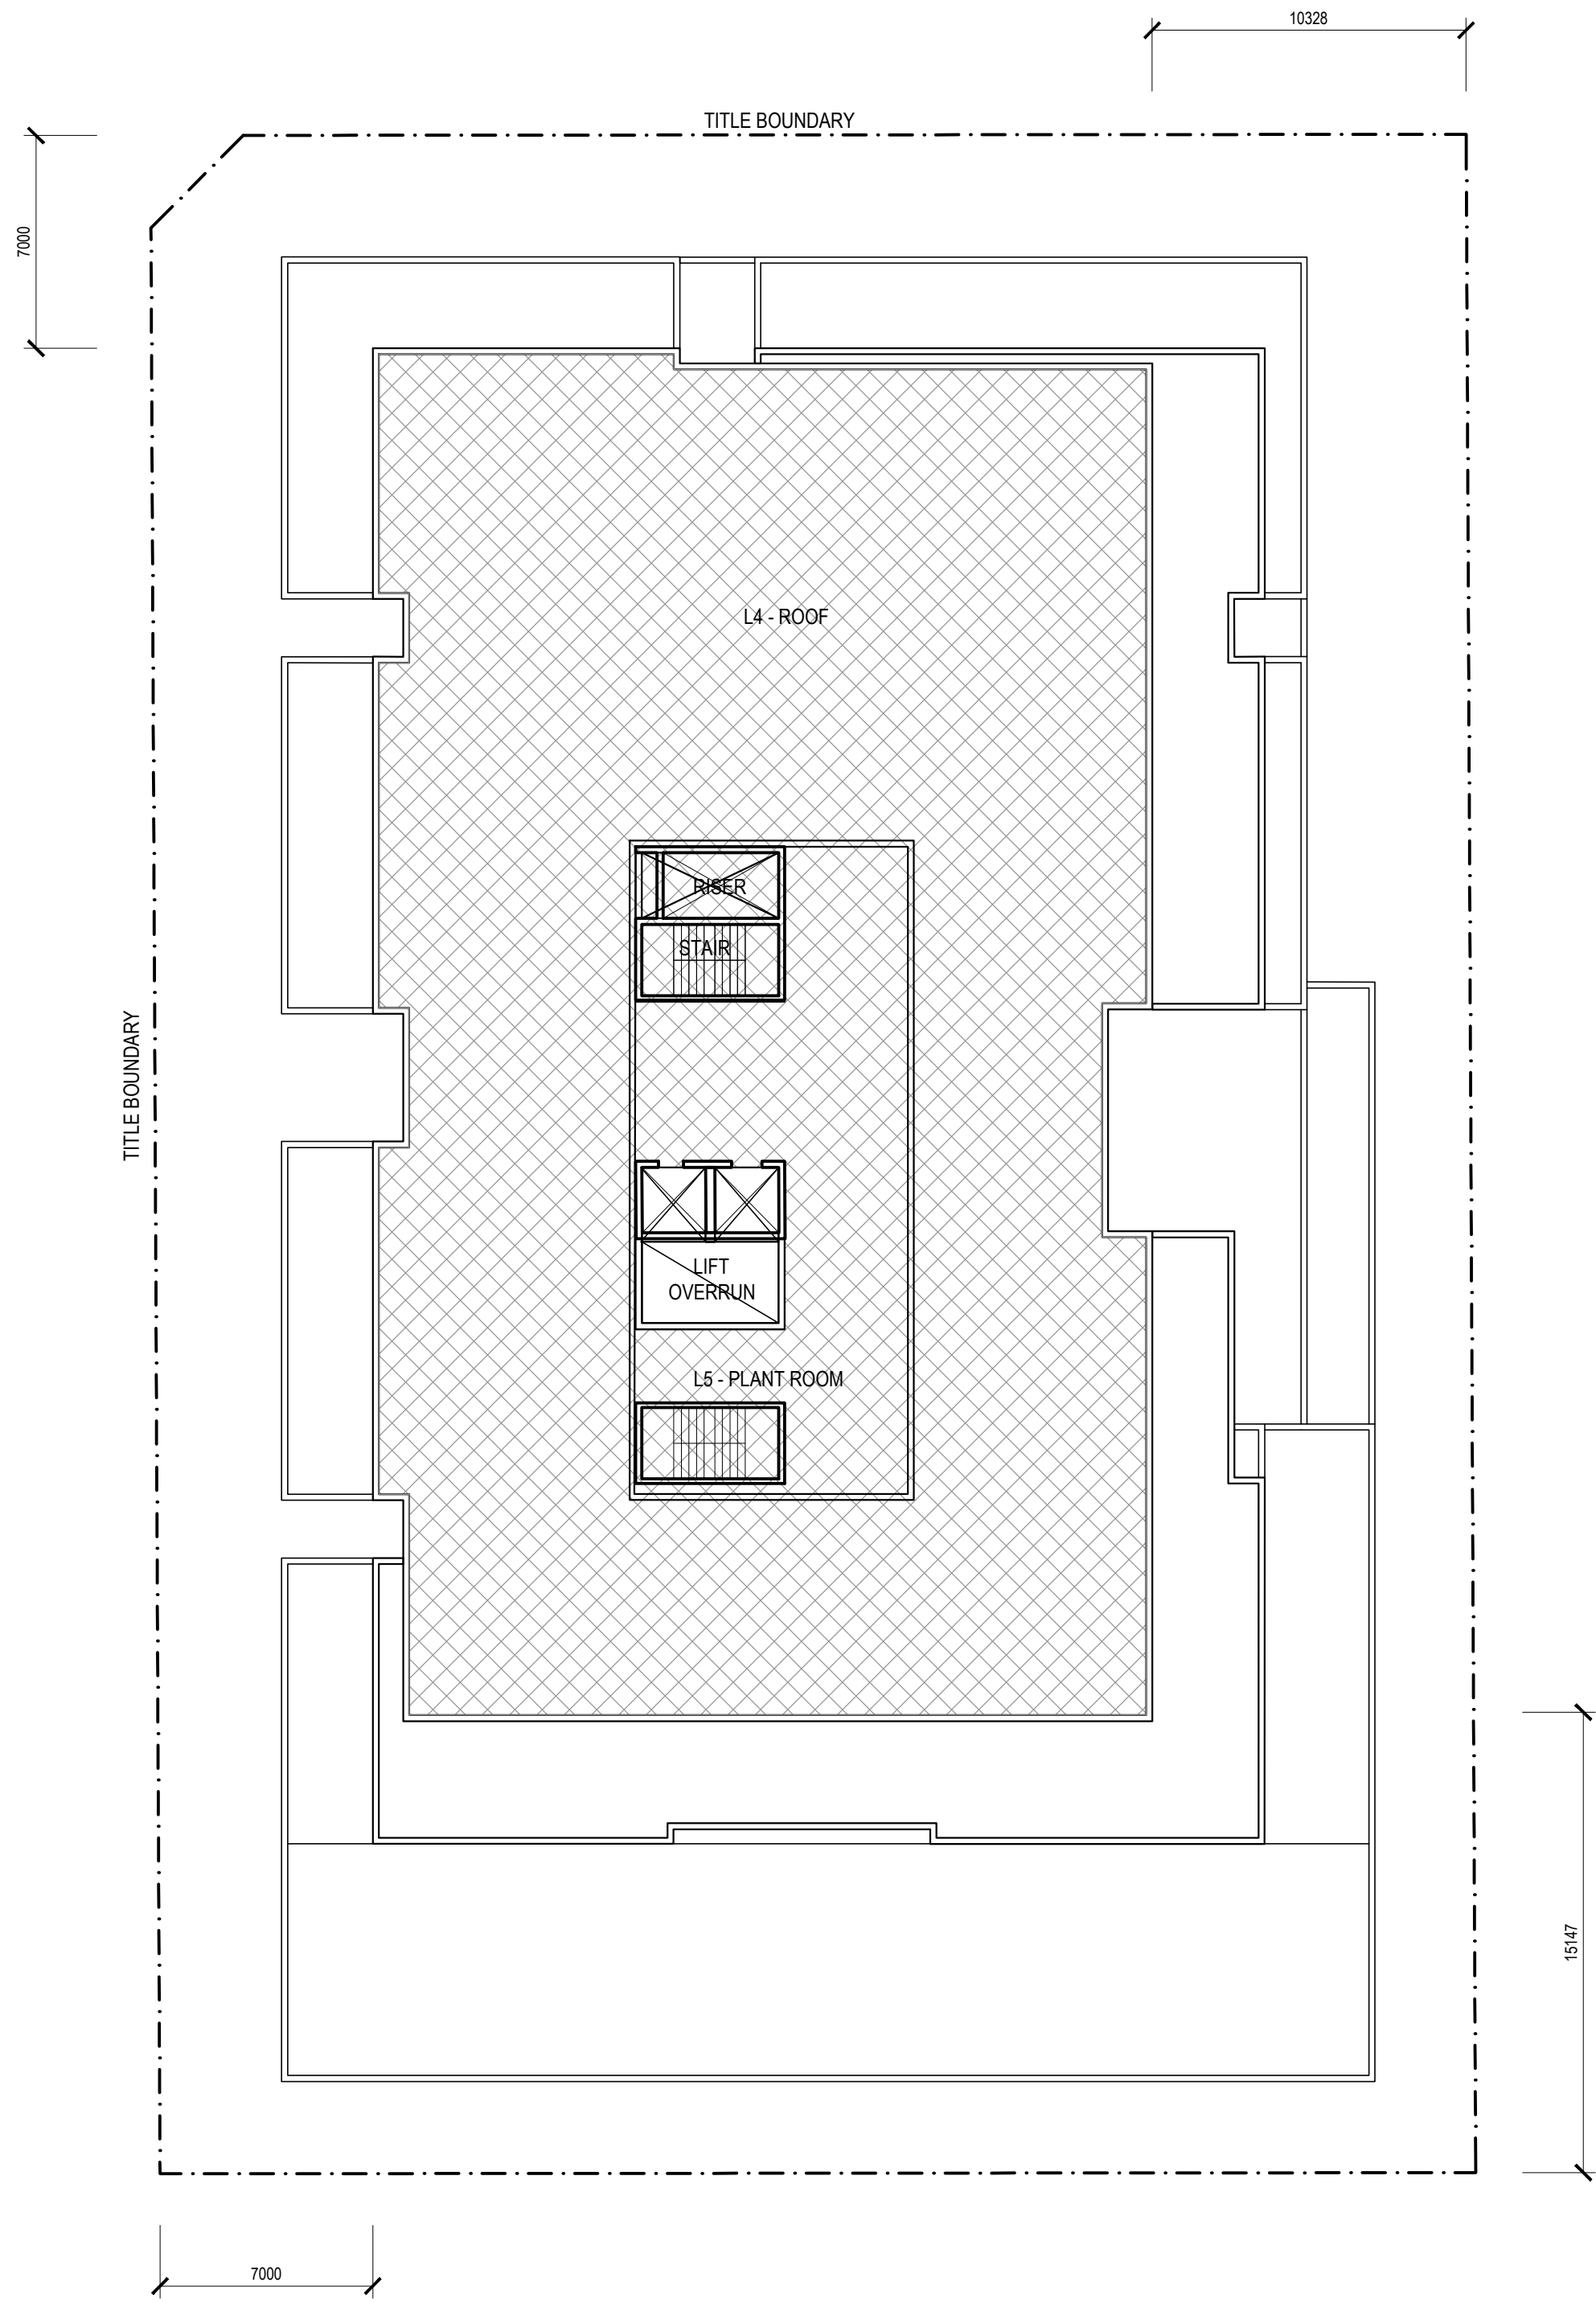 10328
TITLE BOUNDARY
7000
L4 - ROOF
RISER
STAIR
TITLE BOUNDARY
LIFT
OVERRUN
L5 - PLANT ROOM
15147
7000